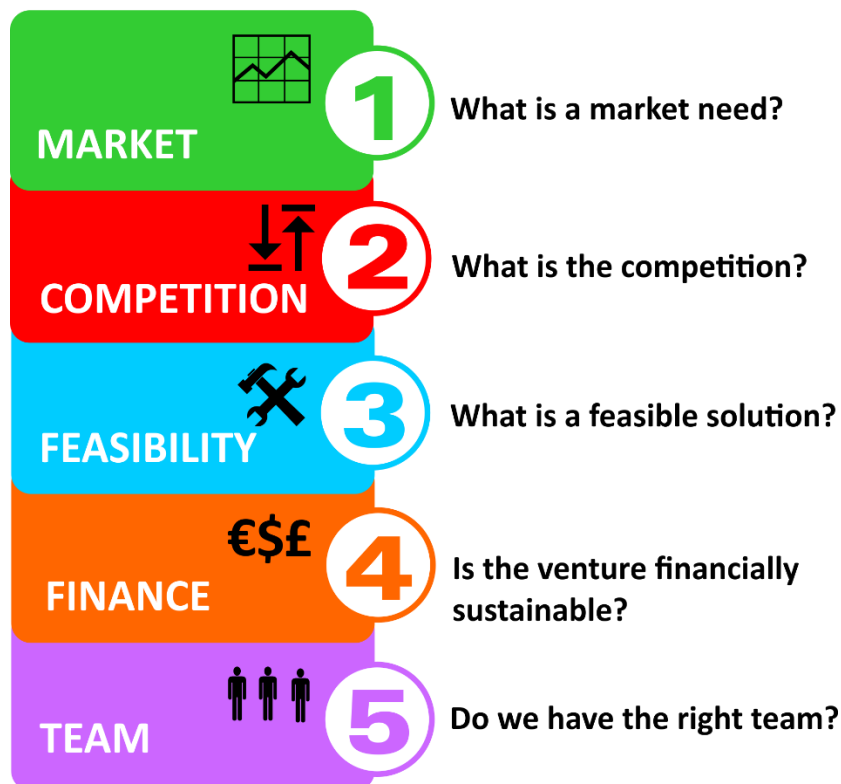 1
What is a market need?
MARKET
2
What is the competition?
COMPETITION
3
What is a feasible solution?
FEASIBILITY
€$£
4
Is the venture financially
sustainable?
FINANCE
5
Do we have the right team?
TEAM